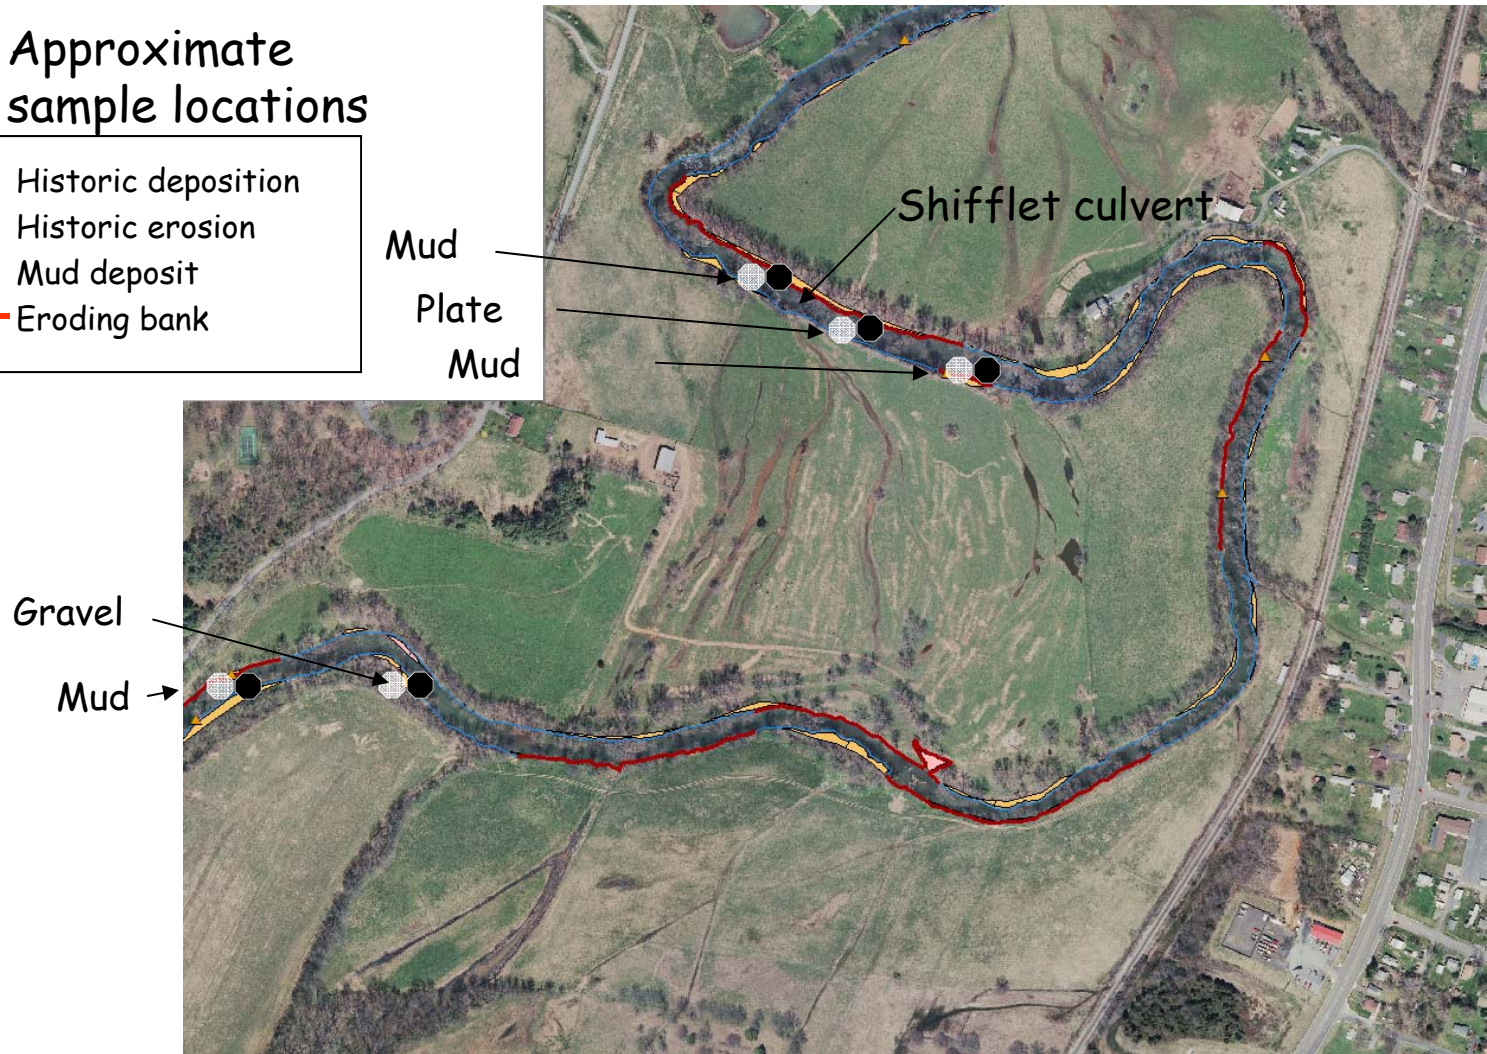 Approximate
sample locations
Historic deposition
Historic erosion
Mud deposit
Eroding bank
Shifflet culvert
Mud
Plate
Mud
Gravel
Mud